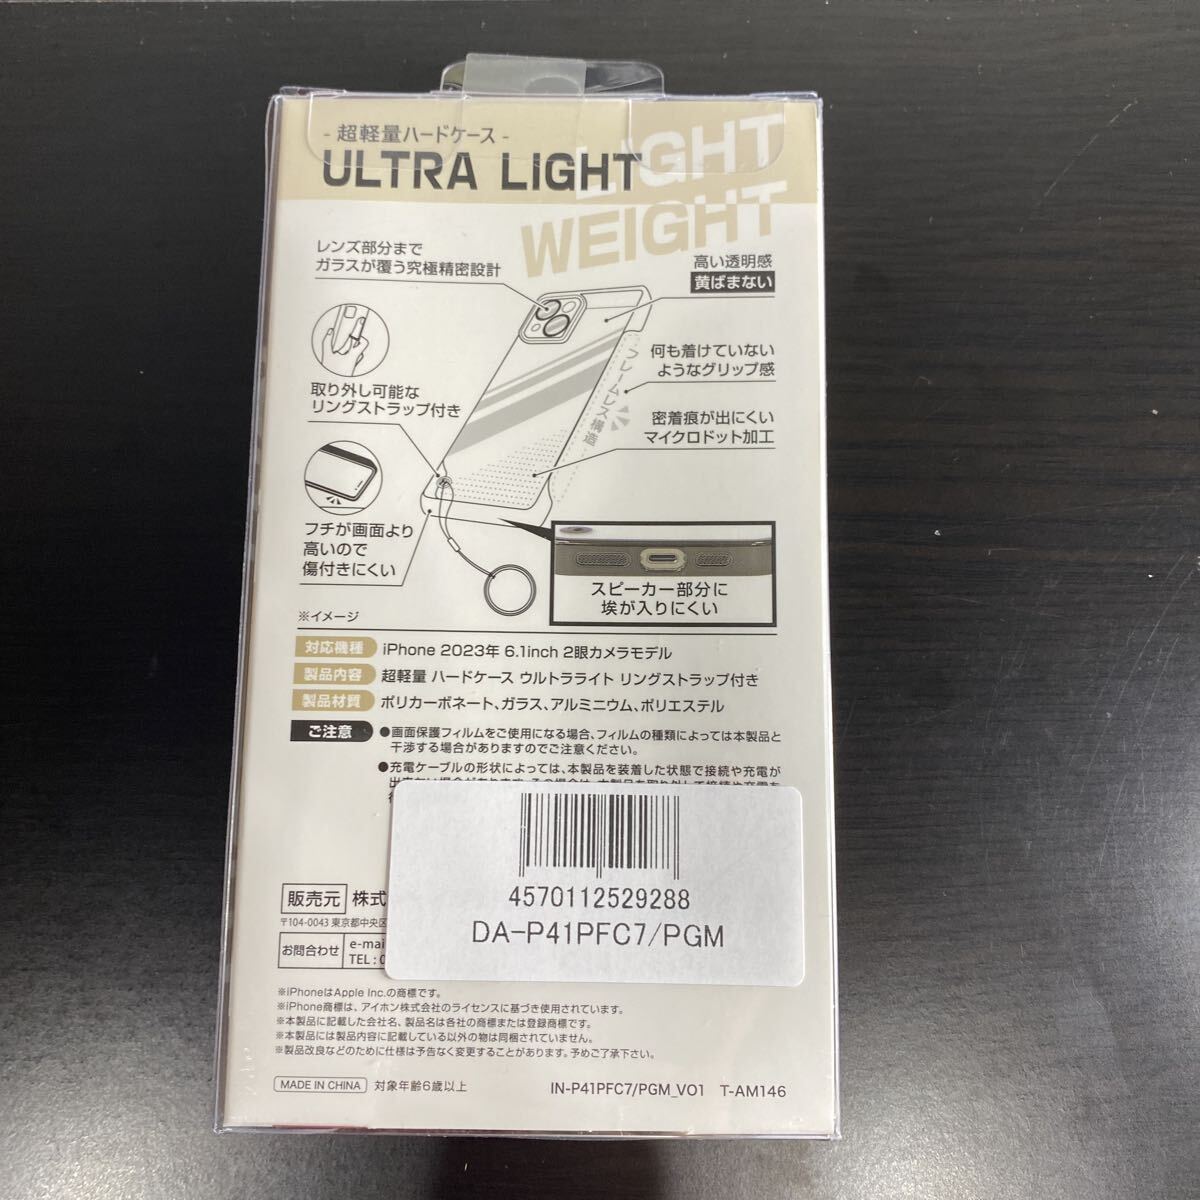 - 超軽量ハードケース -
ULTRA LIGHT
LIGHT
WEIGHT
レンズ部分まで
ガラスが覆う究極精密設計
高い透明感
黄ばまない
何も着けていない
ようなグリップ感
フレームレス構造
取り外し可能な
リングストラップ付き
密着痕が出にくい
マイクロドット加工
フチが画面より
高いので
傷付きにくい
スピーカー部分に
埃が入りにくい
※イメージ
対応機種 iPhone 2023年 6.1inch 2眼カメラモデル
製品内容 超軽量 ハードケース ウルトラライト リングストラップ付き
製品材質 ポリカーボネート、ガラス、アルミニウム、ポリエステル
ご注意 ●画面保護フィルムをご使用になる場合、フィルムの種類によっては本製品と
干渉する場合がありますのでご注意ください。
●充電ケーブルの形状によっては、本製品を装着した状態で接続や充電が
4570112529288
DA-P41PFC7/PGM
販売元 株式
〒104-0043 東京都中央区
お問合わせ e-mai
TEL : 0
※iPhoneはApple Inc.の商標です。
※iPhone商標は、アイホン株式会社のライセンスに基づき使用されています。
※本製品に記載した会社名、製品名は各社の商標または登録商標です。
※本製品には製品内容に記載している以外の物は同梱されていません。
※製品改良などのために仕様は予告なく変更することがあります。予めご了承下さい。
MADE IN CHINA 対象年齢6歳以上
IN-P41PFC7/PGM_V01 T-AM146